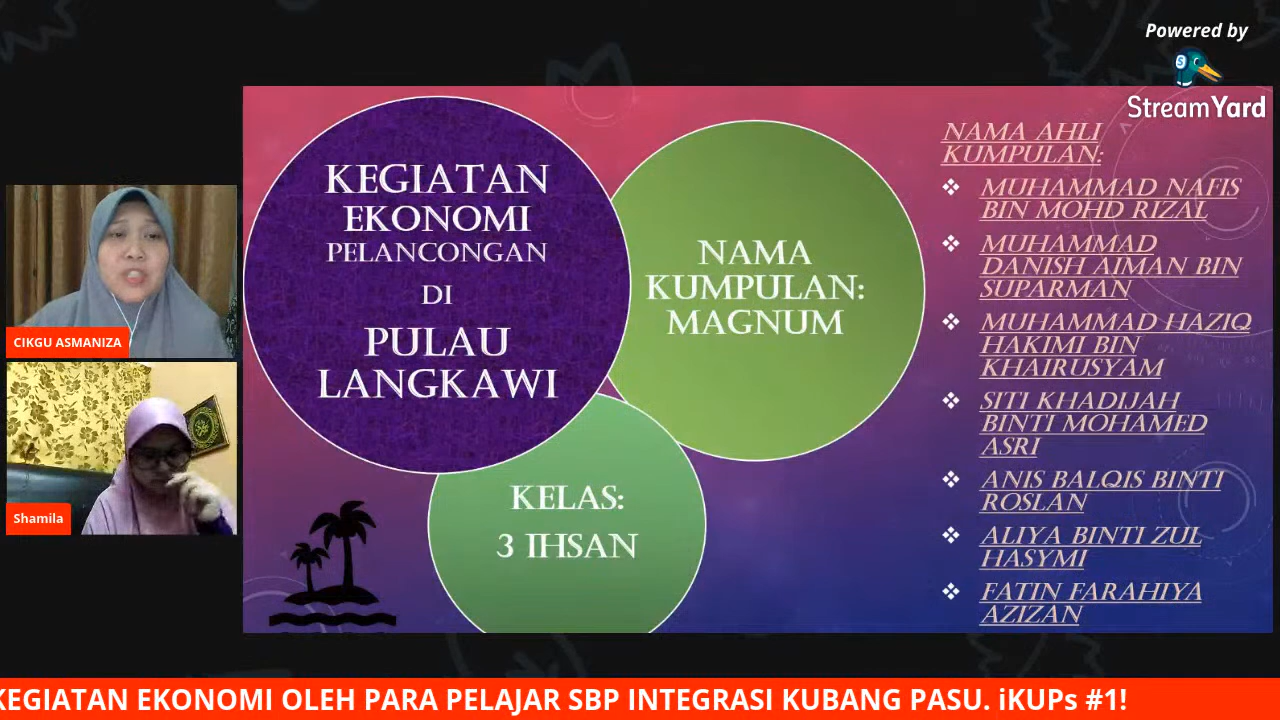 Powered by
StreamYard
KEGIATAN
EKONOMI
PELANCONGAN
DI
PULAU
LANGKAWI
NAMA
KUMPULAN:
MAGNUM
KELAS:
3 IHSAN
NAMA AHLI
KUMPULAN:
❖ MUHAMMAD NAFIS
BIN MOHD RIZAL
❖ MUHAMMAD
DANISH AIMAN BIN
SUPARMAN
❖ MUHAMMAD HAZIQ
HAKIMI BIN
KHAIRUSYAM
❖ SITI KHADIJAH
BINTI MOHAMED
ASRI
❖ ANIS BALQIS BINTI
ROSLAN
❖ ALIYA BINTI ZUL
HASYMI
❖ FATIN FARAHIYA
AZIZAN
CIKGU ASMANIZA
Shamila
KEGIATAN EKONOMI OLEH PARA PELAJAR SBP INTEGRASI KUBANG PASU. iKUPs #1!